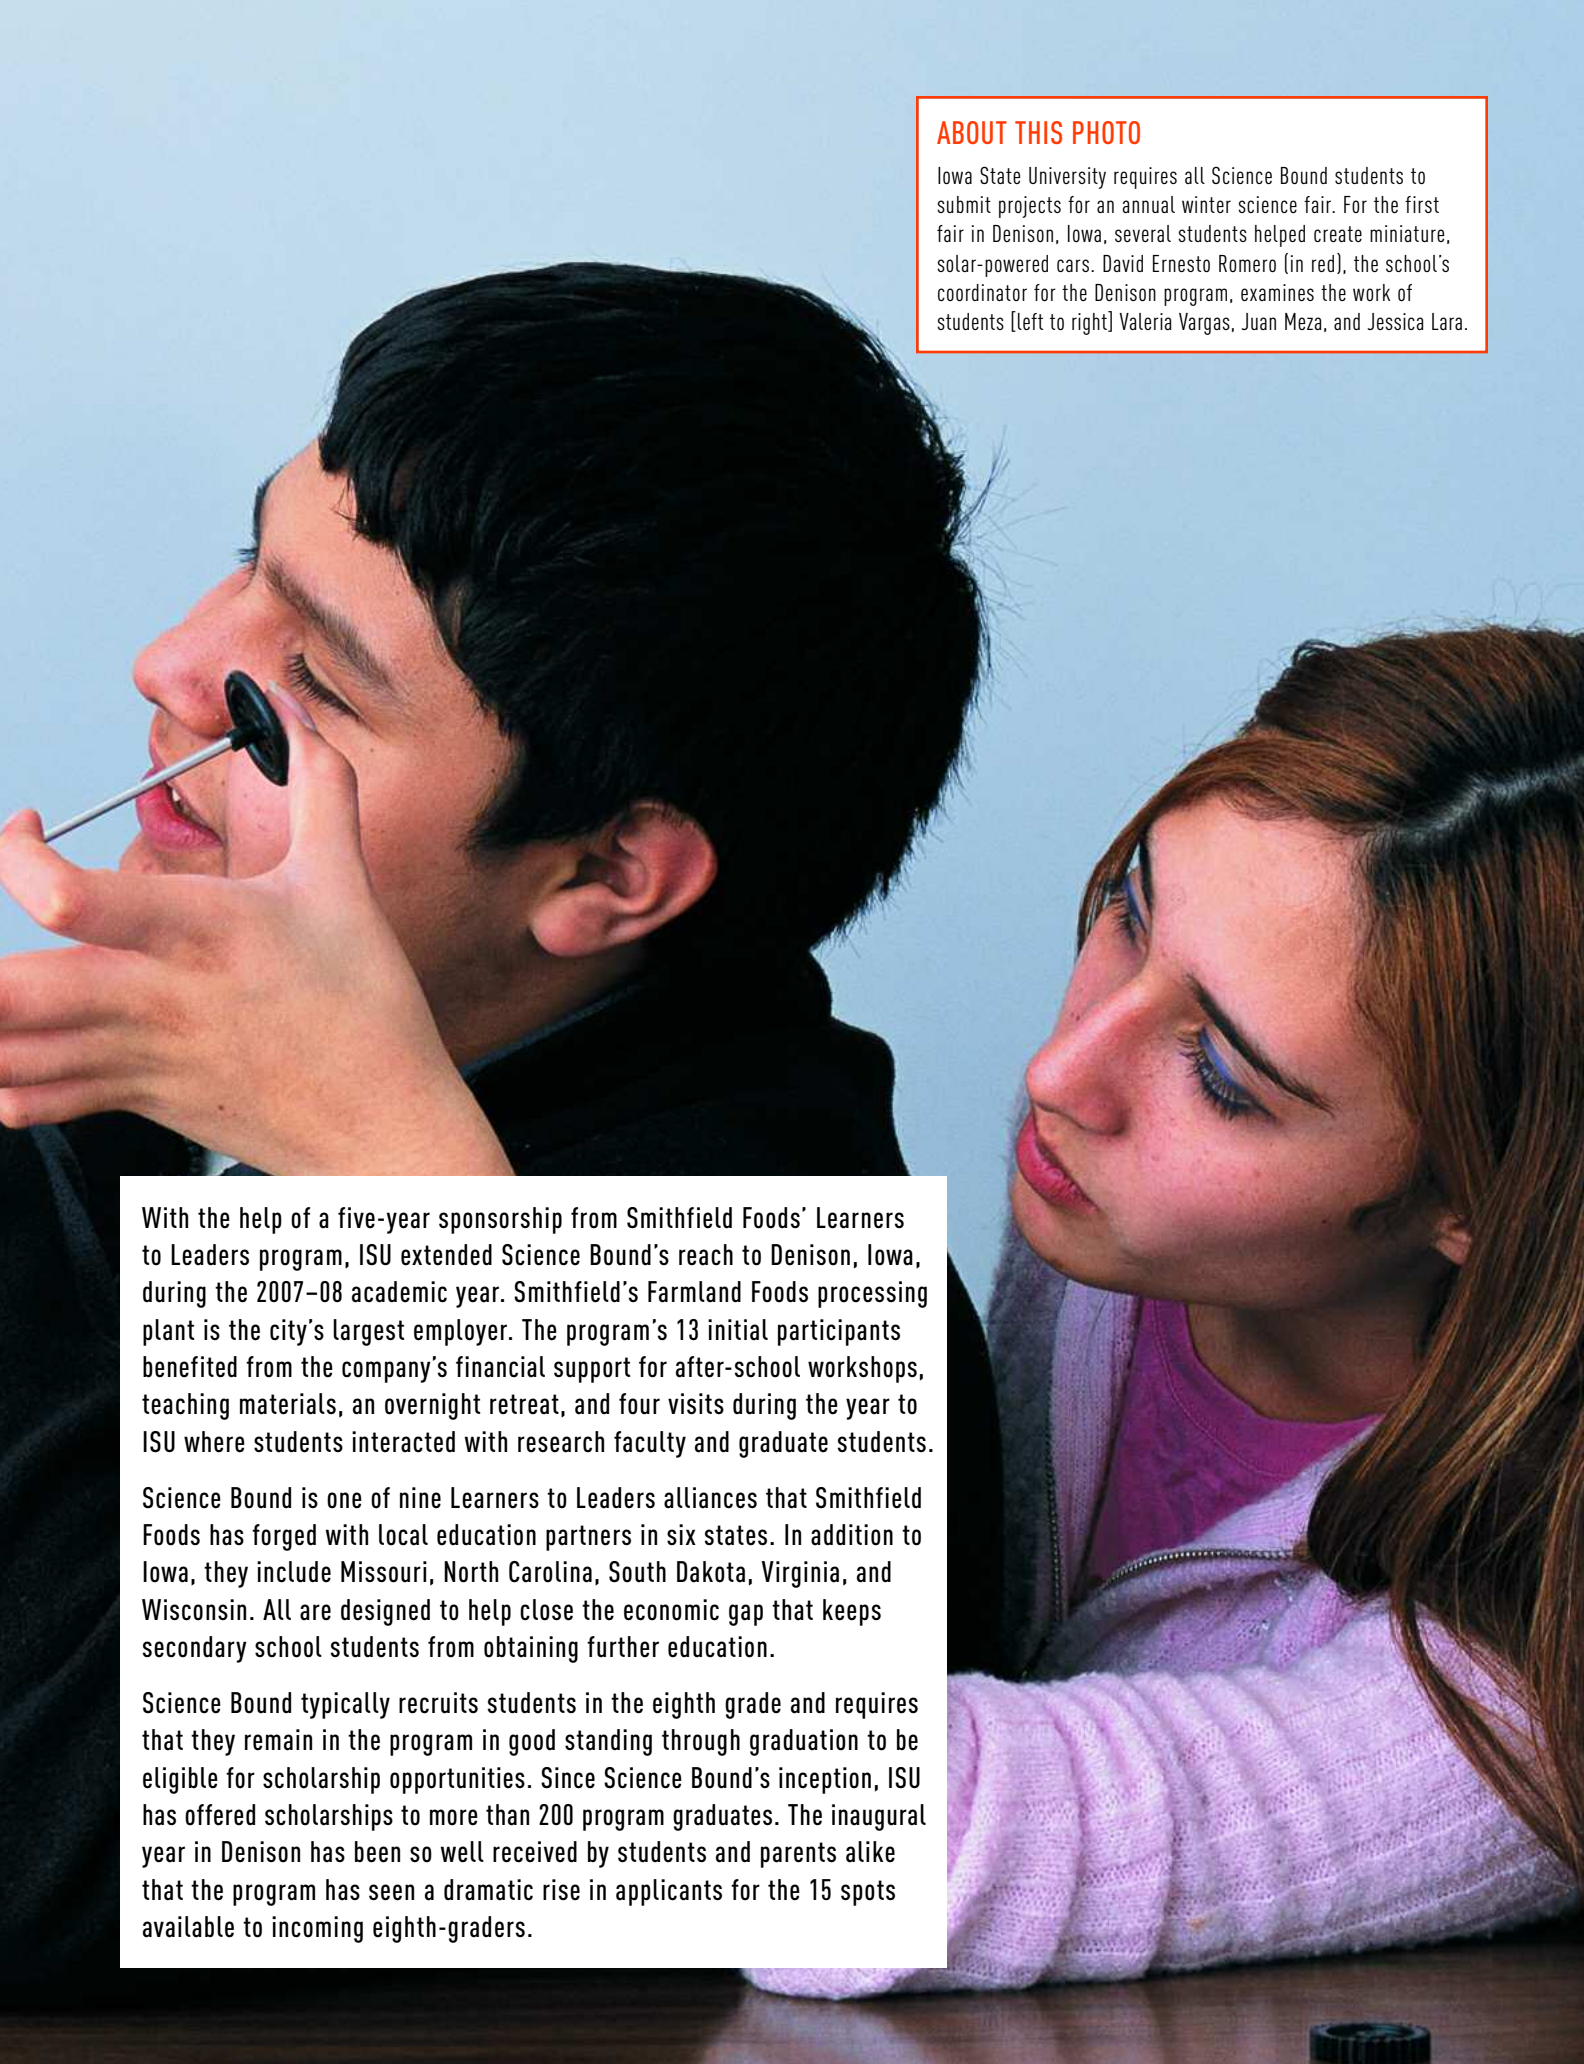 ABOUT THIS PHOTO
Iowa State University requires all Science Bound students to
submit projects for an annual winter science fair. For the first
fair in Denison, Iowa, several students helped create miniature,
solar-powered cars. David Ernesto Romero (in red), the school’s
coordinator for the Denison program, examines the work of
students [left to right] Valeria Vargas, Juan Meza, and Jessica Lara.
With the help of a five-year sponsorship from Smithfield Foods’ Learners
to Leaders program, ISU extended Science Bound’s reach to Denison, Iowa,
during the 2007–08 academic year. Smithfield’s Farmland Foods processing
plant is the city’s largest employer. The program’s 13 initial participants
benefited from the company’s financial support for after-school workshops,
teaching materials, an overnight retreat, and four visits during the year to
ISU where students interacted with research faculty and graduate students.
Science Bound is one of nine Learners to Leaders alliances that Smithfield
Foods has forged with local education partners in six states. In addition to
Iowa, they include Missouri, North Carolina, South Dakota, Virginia, and
Wisconsin. All are designed to help close the economic gap that keeps
secondary school students from obtaining further education.
Science Bound typically recruits students in the eighth grade and requires
that they remain in the program in good standing through graduation to be
eligible for scholarship opportunities. Since Science Bound’s inception, ISU
has offered scholarships to more than 200 program graduates. The inaugural
year in Denison has been so well received by students and parents alike
that the program has seen a dramatic rise in applicants for the 15 spots
available to incoming eighth-graders.